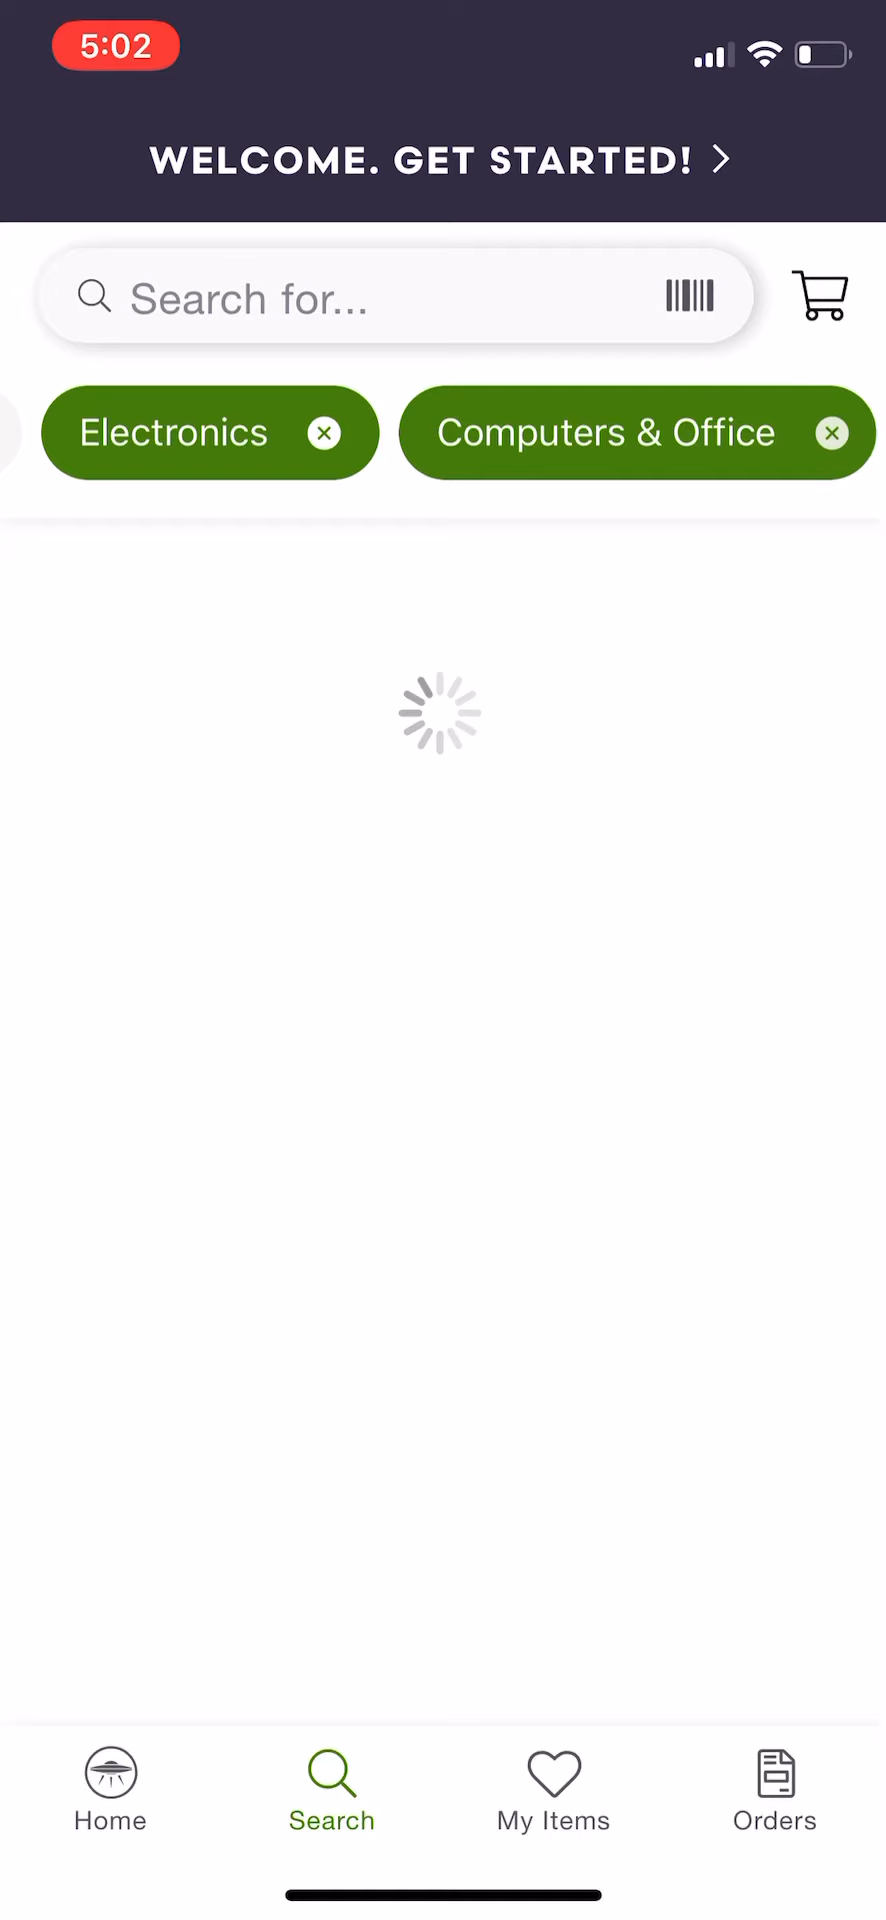 5:02
WELCOME. GET STARTED!
Search for...
Electronics
Computers & Office
Home
Search
My Items
Orders